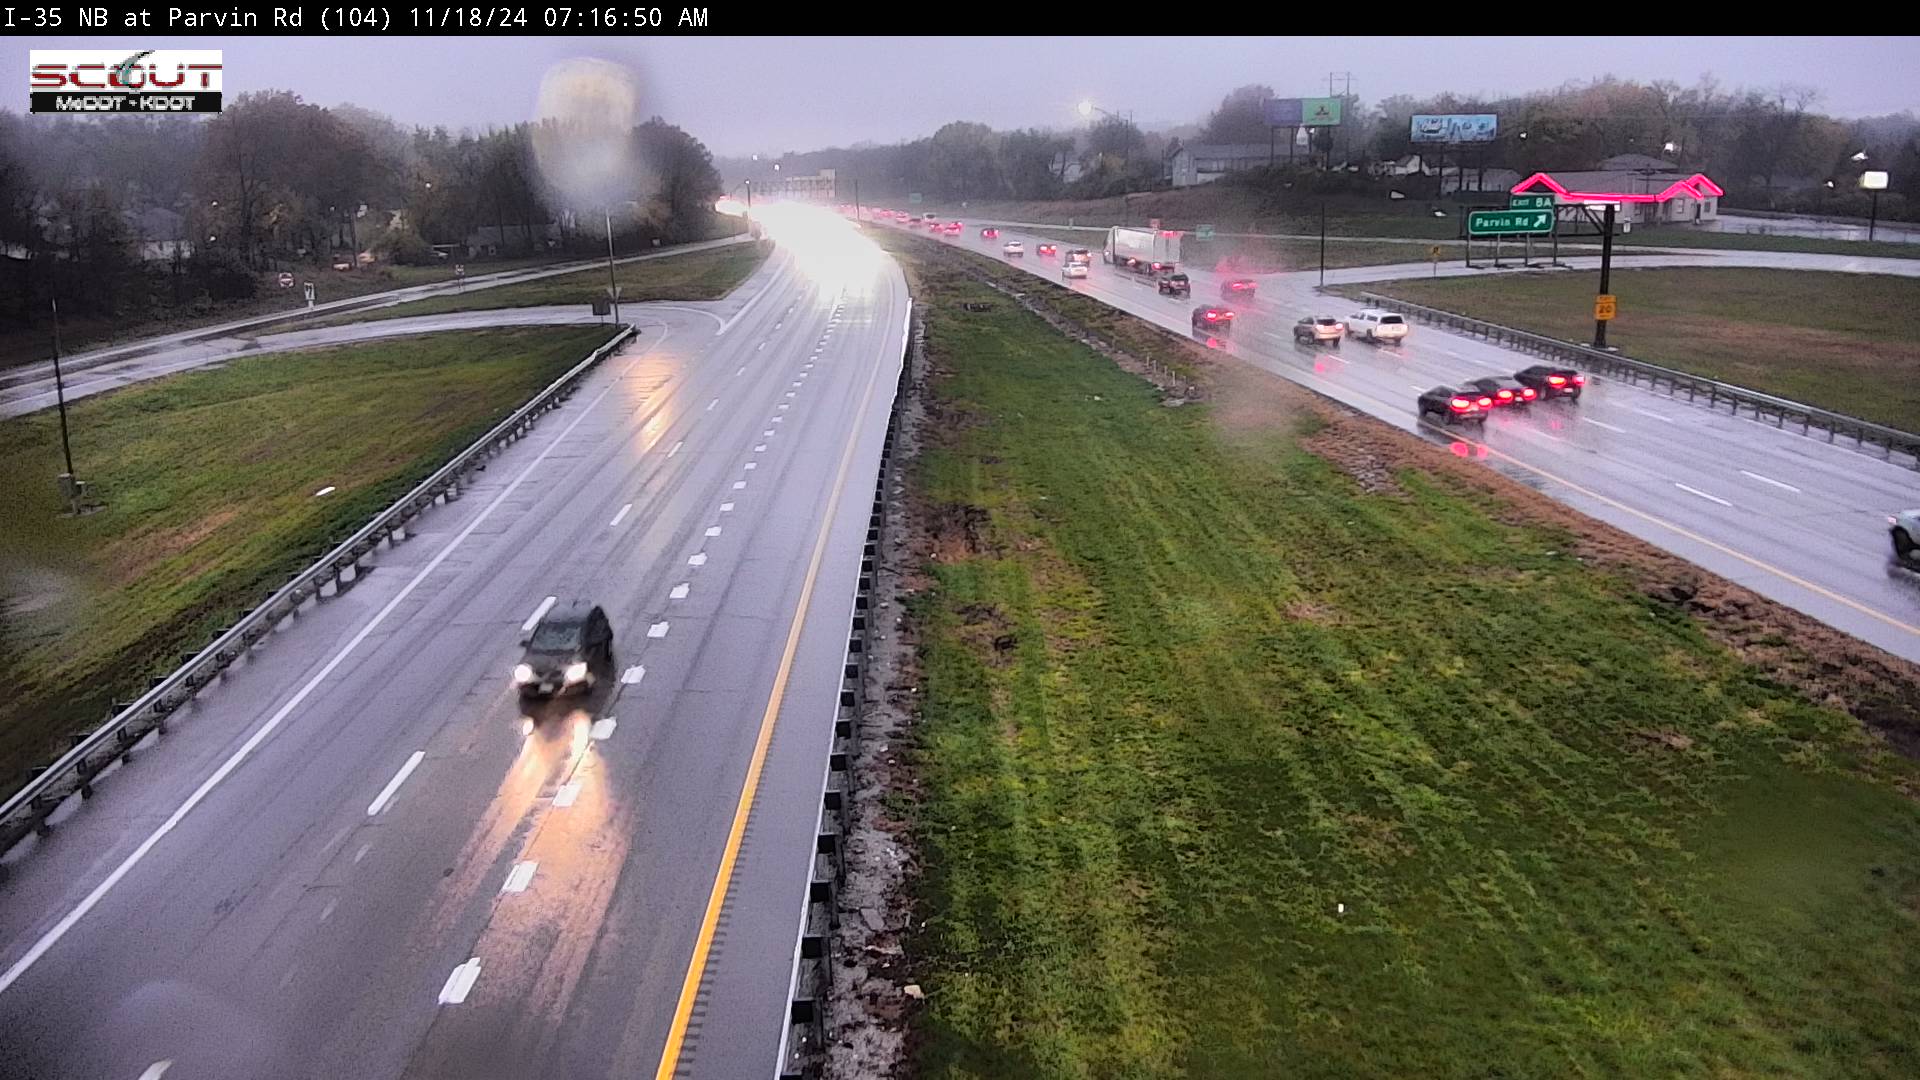 I-35 NB at Parvin Rd (104) 11/18/24 07:16:50 AM
SCOUT
MoDOT - KDOT
EXIT 8A
Parvin Rd
20